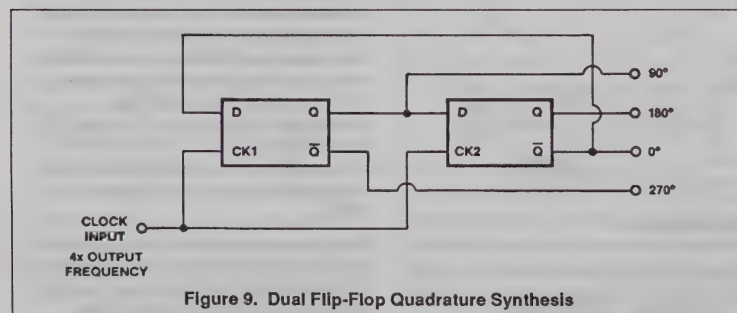 90°
D Q D Q 180°
CK1 Q̅ CK2 Q̅ 0°
270°
CLOCK
INPUT
4x OUTPUT
FREQUENCY
Figure 9. Dual Flip-Flop Quadrature Synthesis